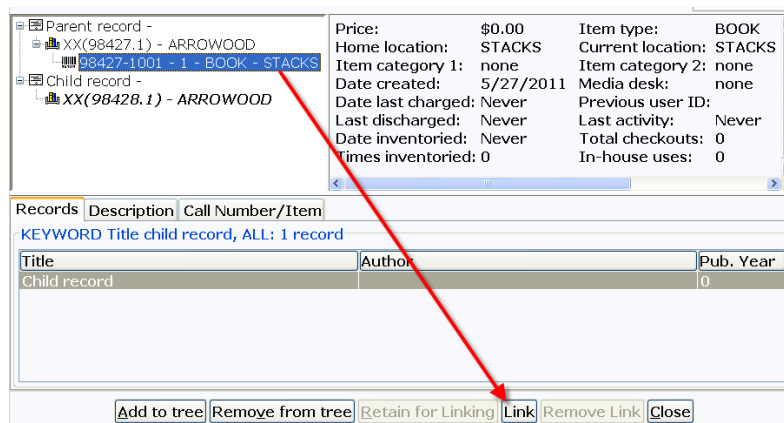 Parent record -
XX(98427.1) - ARROWOOD
98427-1001 - 1 - BOOK - STACKS
Child record -
XX(98428.1) - ARROWOOD
Price: $0.00 Item type: BOOK
Home location: STACKS Current location: STACKS
Item category 1: none Item category 2: none
Date created: 5/27/2011 Media desk: none
Date last charged: Never Previous user ID:
Last discharged: Never Last activity: Never
Date inventoried: Never Total checkouts: 0
Times inventoried: 0 In-house uses: 0
Records Description Call Number/Item
KEYWORD Title child record, ALL: 1 record
Title Author Pub. Year
Child record 0
Add to tree Remove from tree Retain for Linking Link Remove Link Close